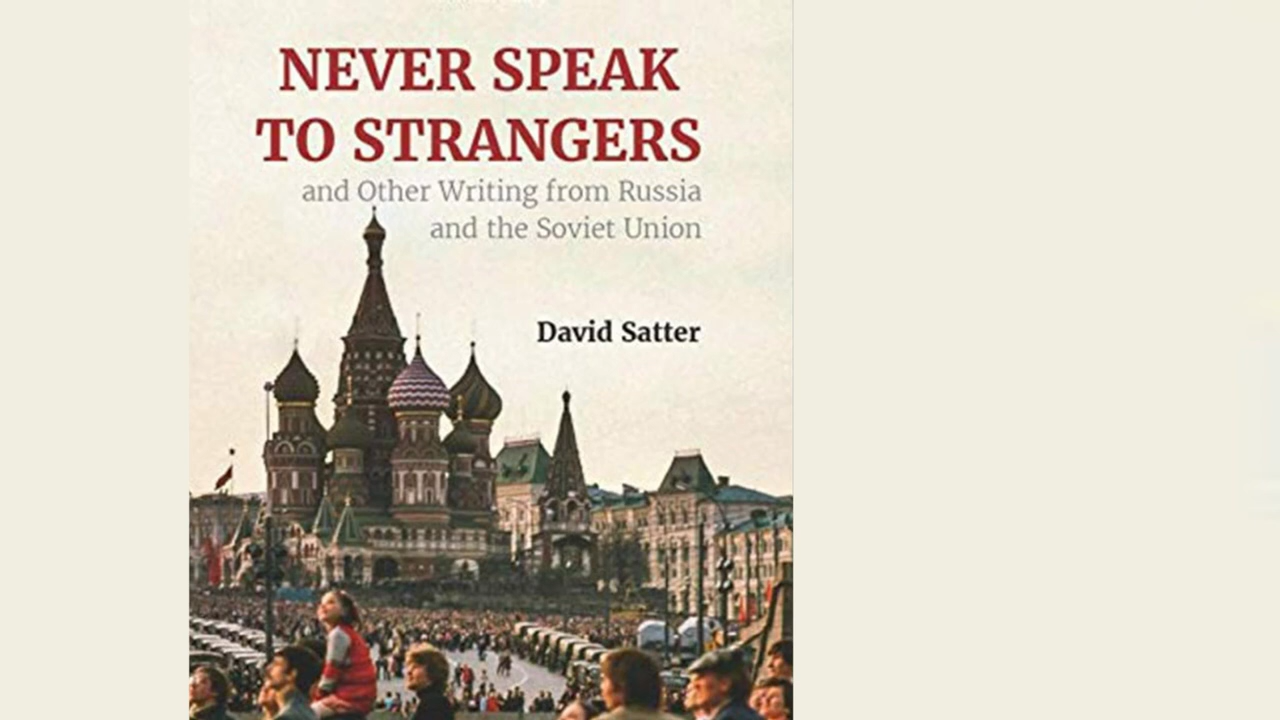 NEVER SPEAK
TO STRANGERS
and Other Writing from Russia
and the Soviet Union
David Satter